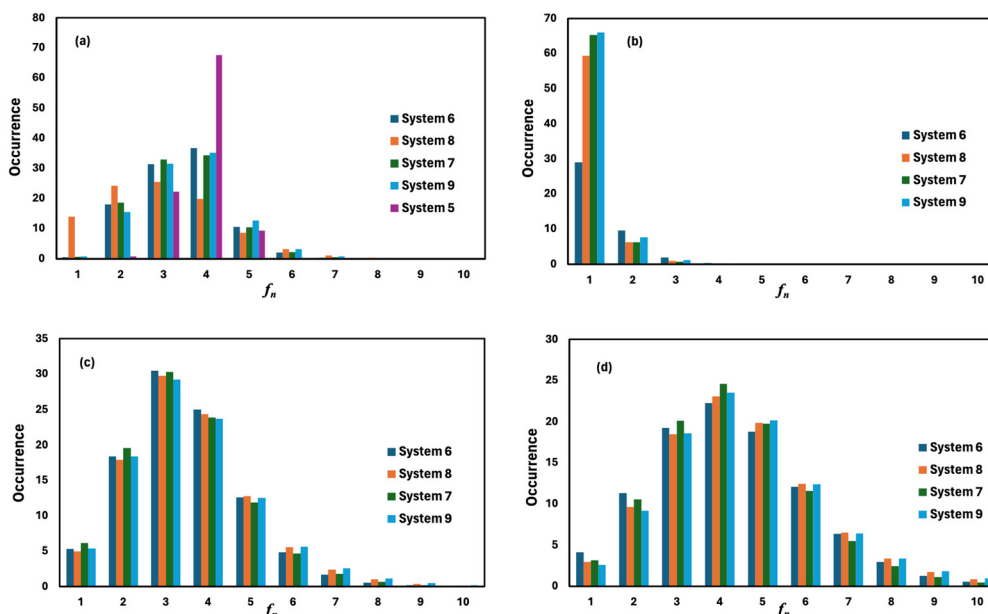 (a)
Occurrence
80
70
60
50
40
30
20
10
0
System 6
System 8
System 7
System 9
System 5
1 2 3 4 5 6 7 8 9 10
fn
(b)
Occurrence
70
60
50
40
30
20
10
0
System 6
System 8
System 7
System 9
1 2 3 4 5 6 7 8 9 10
fn
(c)
Occurrence
35
30
25
20
15
10
5
0
System 6
System 8
System 7
System 9
1 2 3 4 5 6 7 8 9 10
fn
(d)
Occurrence
30
25
20
15
10
5
0
System 6
System 8
System 7
System 9
1 2 3 4 5 6 7 8 9 10
fn